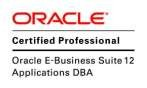 ORACLE
Certified Professional
Oracle E-Business Suite 12
Applications DBA